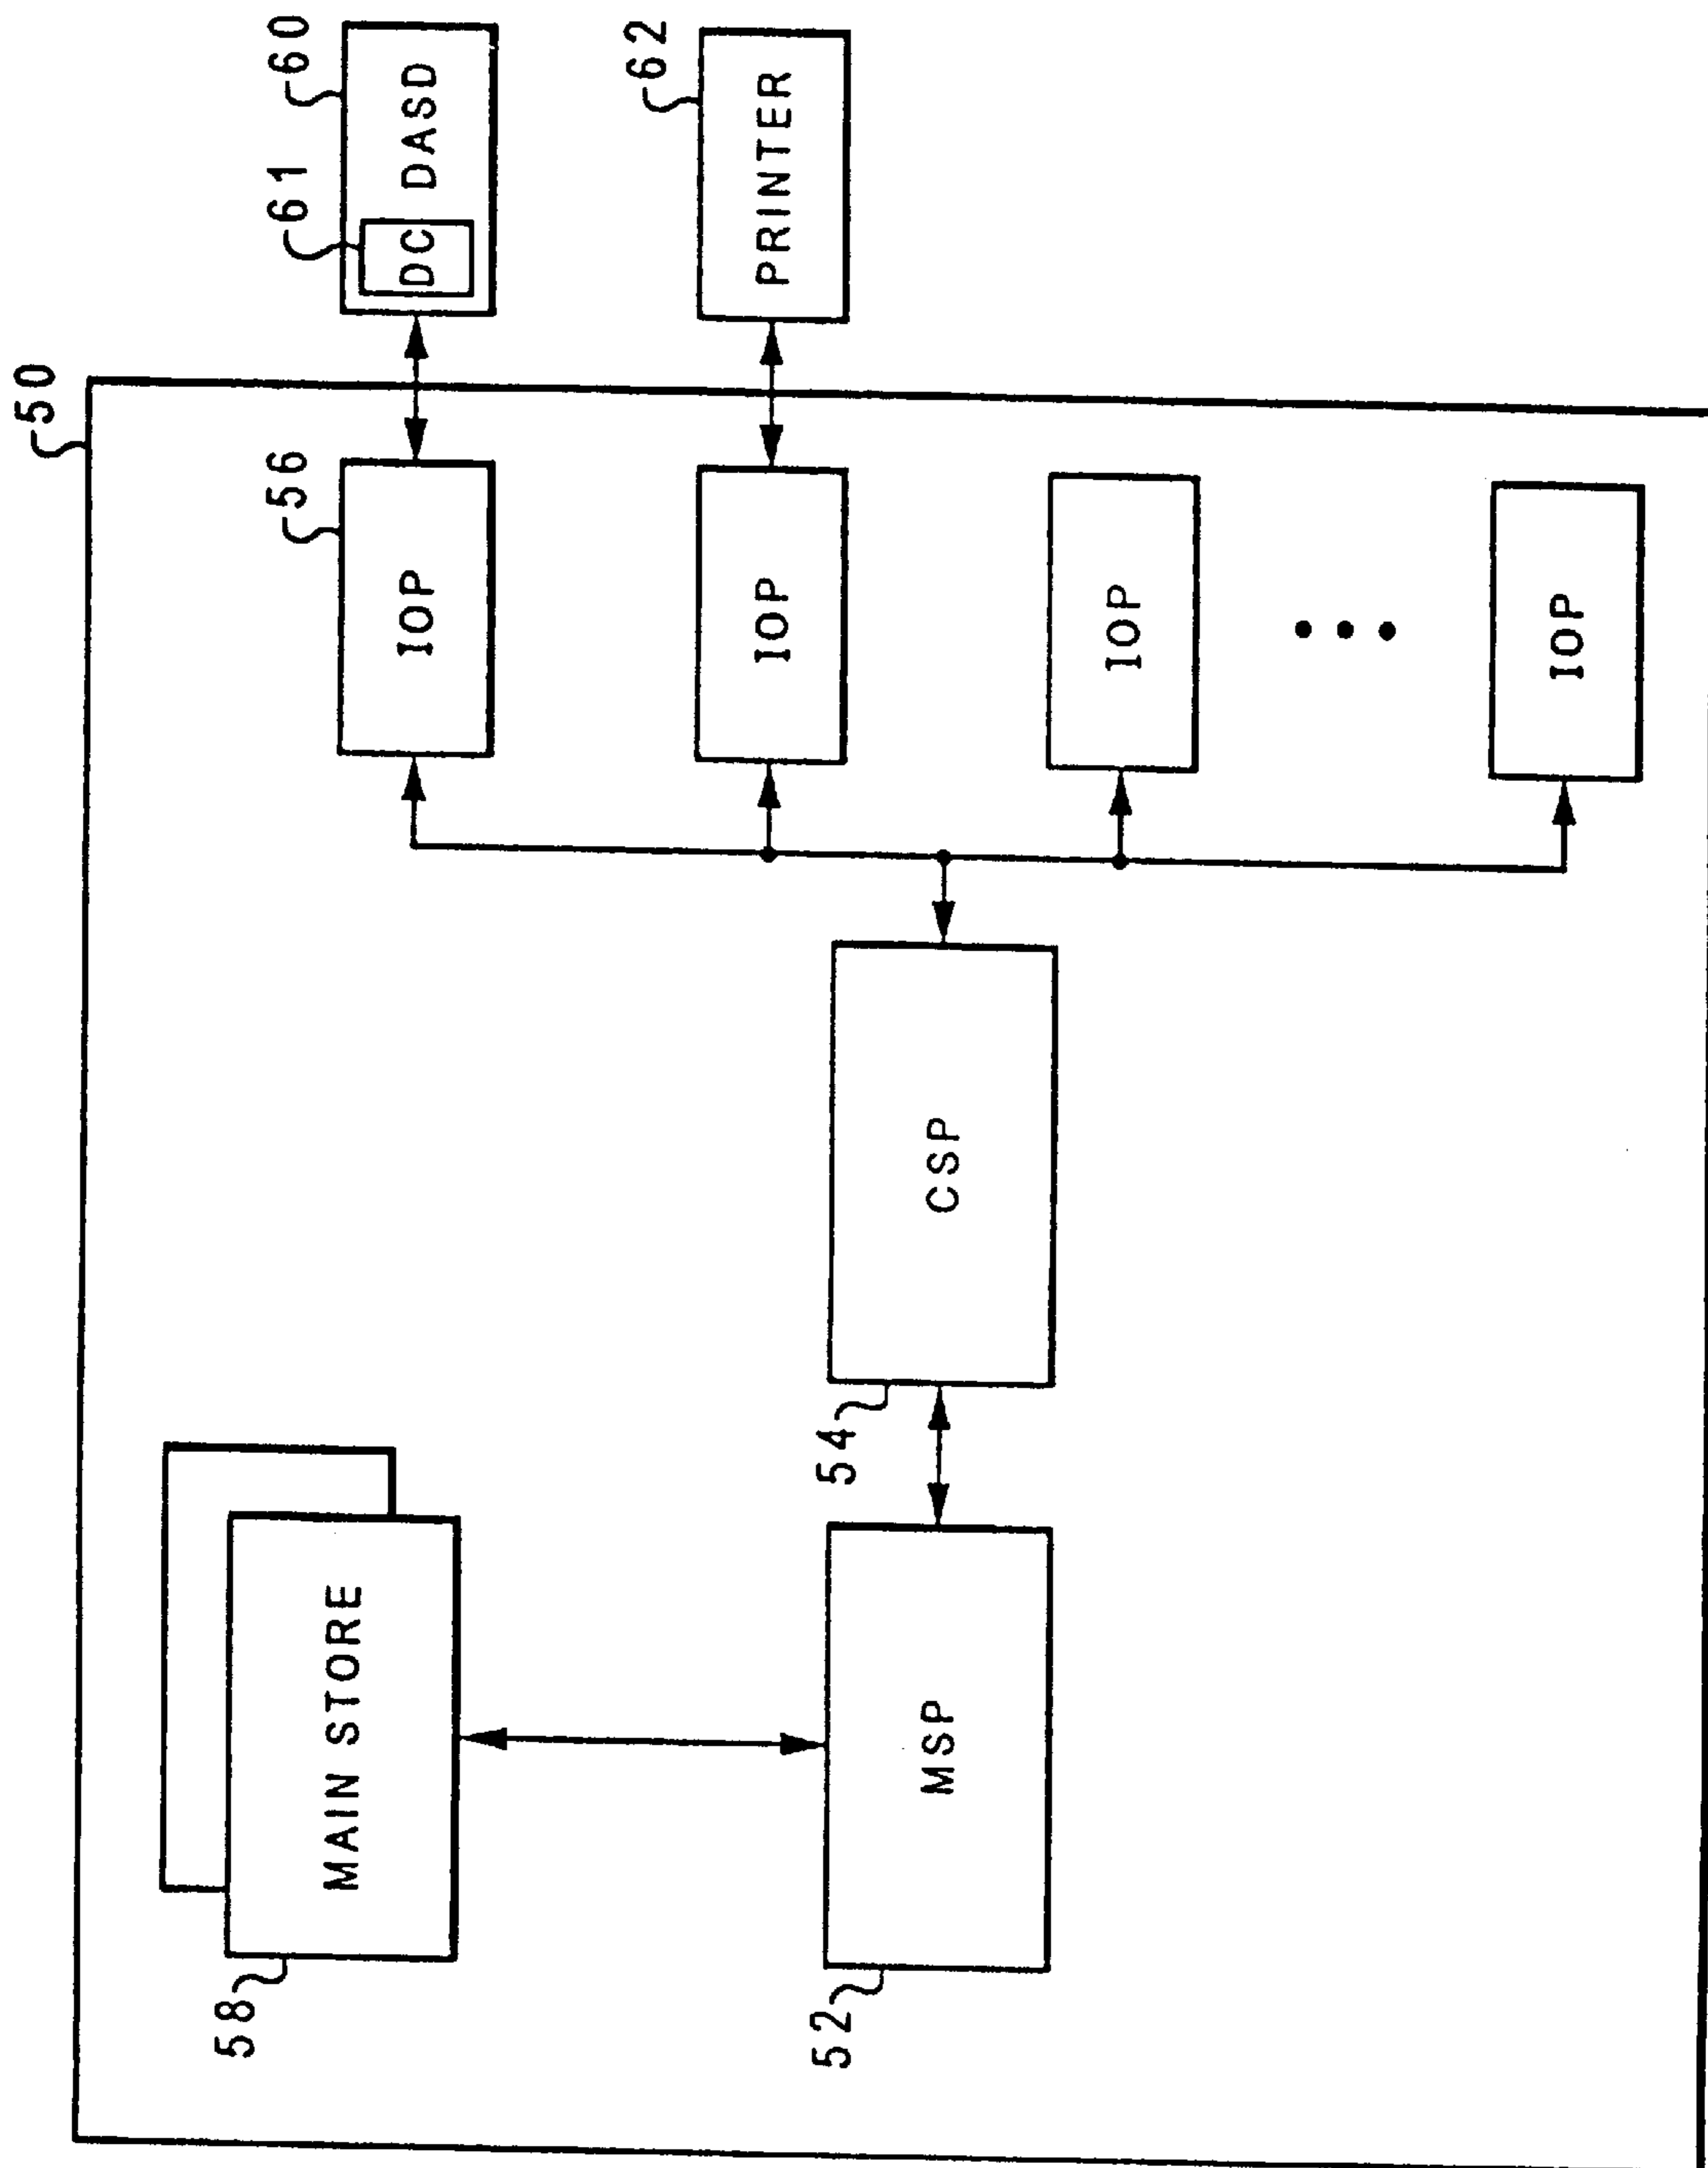 50
58
MAIN STORE
52
MSP
54
CSP
56
IOP
IOP
IOP
IOP
61
60
DC DASD
62
PRINTER